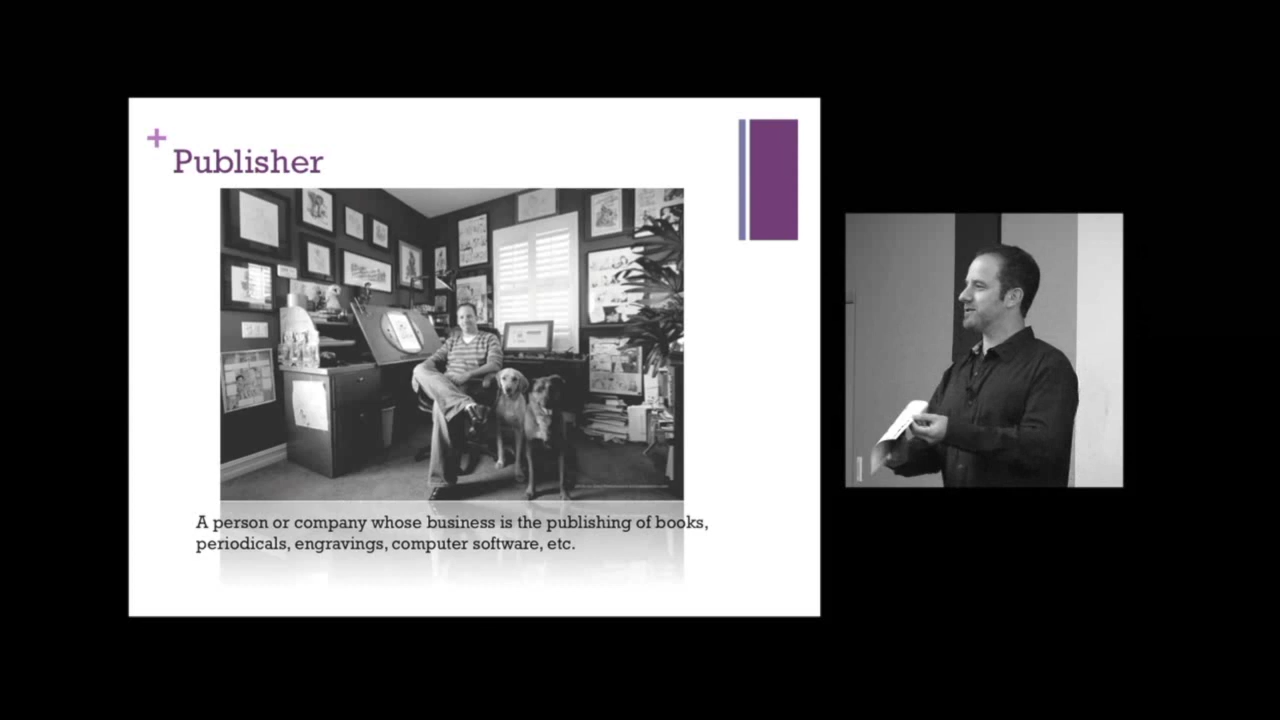 +
Publisher
A person or company whose business is the publishing of books,
periodicals, engravings, computer software, etc.